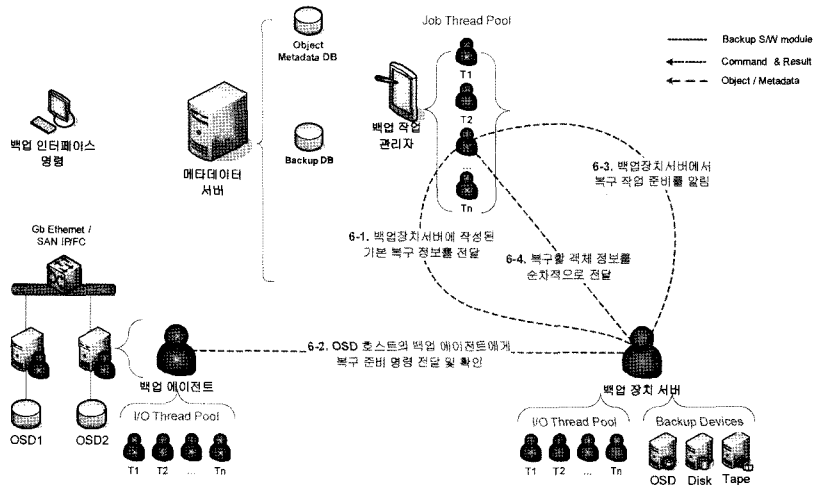 Job Thread Pool
Object
Metadata DB
Backup S/W module
Command & Result
Object / Metadata
T1
T2
...
Tn
백업 작업
관리자
백업 인터페이스
명령
메타데이터
서버
Backup DB
6-3. 백업장치서버에서
복구 작업 준비를 알림
6-1. 백업장치서버에 작성된
기본 복구 정보를 전달
6-4. 복구할 객체 정보를
순차적으로 전달
Gb Ethernet /
SAN IP/FC
6-2. OSD 호스트의 백업 에이전트에게
복구 준비 명령 전달 및 확인
백업 에이전트
백업 장치 서버
OSD1
OSD2
I/O Thread Pool
T1 T2 ... Tn
I/O Thread Pool
T1 T2 ... Tn
Backup Devices
OSD Disk Tape